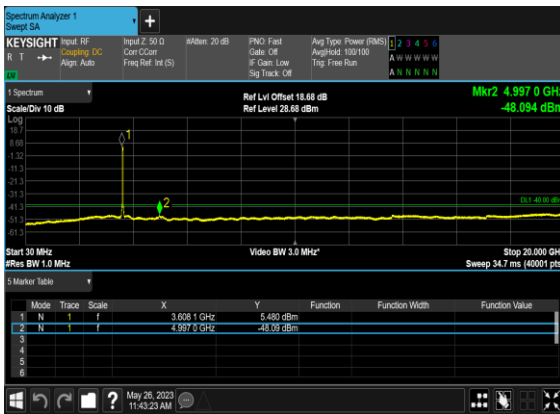 Spectrum Analyzer 1
Swept SA
KEYSIGHT Input: RF Input Z: 50 Ω #Atten: 20 dB PNO: Fast Avg Type: Power (RMS) 1 2 3 4 5 6
R T Coupling: DC Corr CCorr Gate: Off Avg|Hold: 100/100 A W W W W W
Align: Auto Freq Ref: Int (S) IF Gain: Low Trig: Free Run
Sig Track: Off A N N N N N
LV
1 Spectrum Ref Lvl Offset 18.68 dB Mkr2 4.997 0 GHz
Scale/Div 10 dB Ref Level 28.68 dBm -48.094 dBm
Log
18.7
8.68
-1.32
-11.3
-21.3
-31.3
-41.3
-51.3
-61.3
1
2
DL1 -40.00 dBm
Start 30 MHz Video BW 3.0 MHz* Stop 20.000 GHz
#Res BW 1.0 MHz Sweep 34.7 ms (40001 pts)
5 Marker Table
Mode Trace Scale X Y Function Function Width Function Value
1 N 1 f 3.608 1 GHz 5.480 dBm
2 N 1 f 4.997 0 GHz -48.09 dBm
3
4
5
6
May 26, 2023
11:43:23 AM